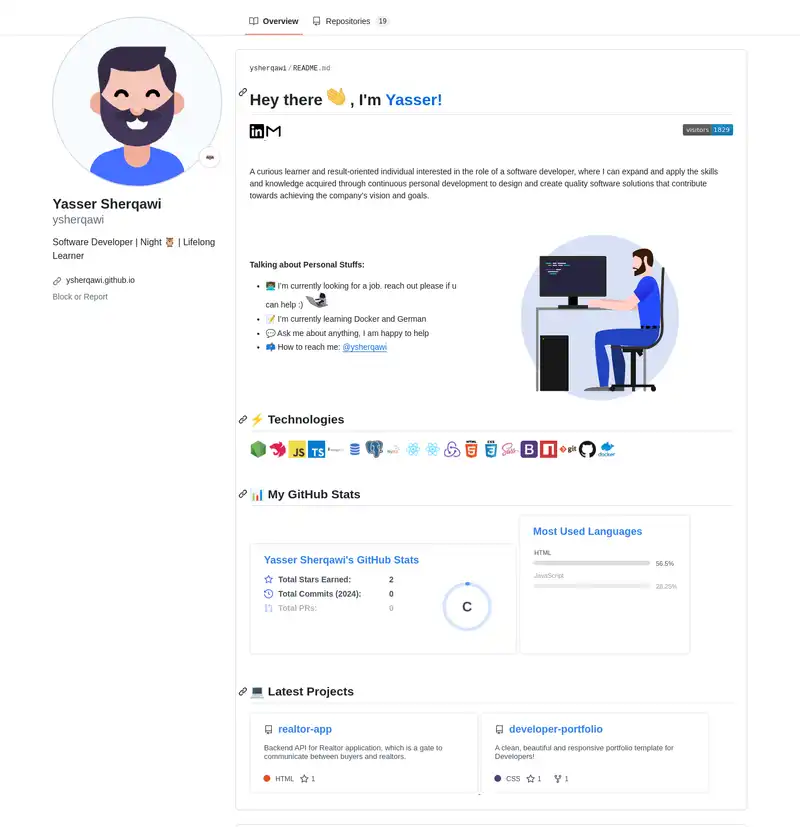 Overview
Repositories 19
Yasser Sherqawi
ysherqawi
Software Developer | Night 🦉 | Lifelong
Learner
ysherqawi.github.io
Block or Report
ysherqawi/README.md
Hey there 👋 , I'm Yasser!
in M
visitors 1829
A curious learner and result-oriented individual interested in the role of a software developer, where I can expand and apply the skills
and knowledge acquired through continuous personal development to design and create quality software solutions that contribute
towards achieving the company's vision and goals.
Talking about Personal Stuffs:
• 👨🏻‍💻 I'm currently looking for a job, reach out please if u
can help :)
• 📝 I'm currently learning Docker and German
• 💬 Ask me about anything, I am happy to help
• 📫 How to reach me: @ysherqawi
⚡ Technologies
JS TS HTML CSS Sass B git docker
📊 My GitHub Stats
Yasser Sherqawi's GitHub Stats
Total Stars Earned: 2
Total Commits (2024): 0
Total PRs: 0
C
Most Used Languages
HTML
56.5%
JavaScript
28.25%
💻 Latest Projects
realtor-app
Backend API for Realtor application, which is a gate to
communicate between buyers and realtors.
HTML 1
developer-portfolio
A clean, beautiful and responsive portfolio template for
Developers!
CSS 1 1